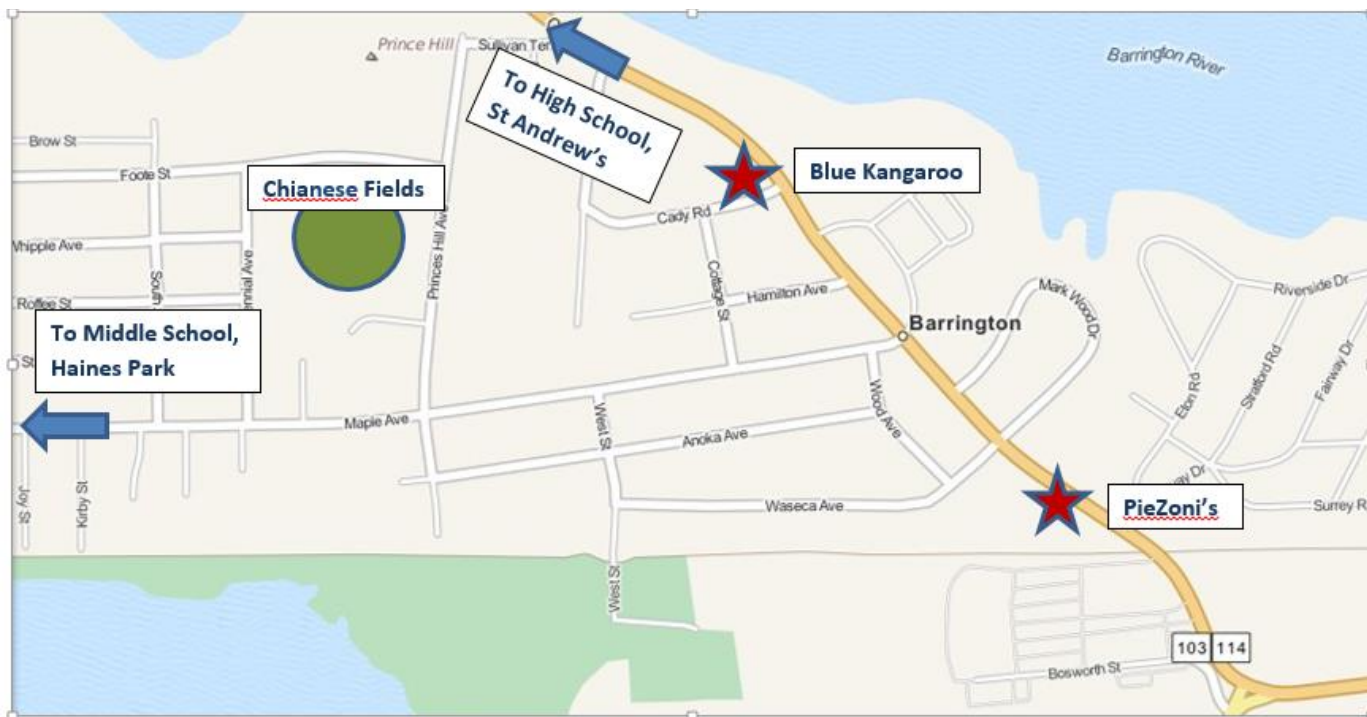 Prince Hill
Sullivan Ter
Barrington River
To High School,
St Andrew's
Brow St
Foote St
Chianese Fields
Blue Kangaroo
Cady Rd
Whipple Ave
Princes Hill Ave
Cottage St
Roffee St
Hamilton Ave
Mark Wood Dr
Riverside Dr
To Middle School,
Haines Park
St
Barrington
Stratford Rd
Fairway Dr
Elton Rd
Maple Ave
West St
Wood Ave
Anoka Ave
Joy St
Kirby St
Waseca Ave
PieZoni's
Surrey R
West St
103 114
Bosworth St